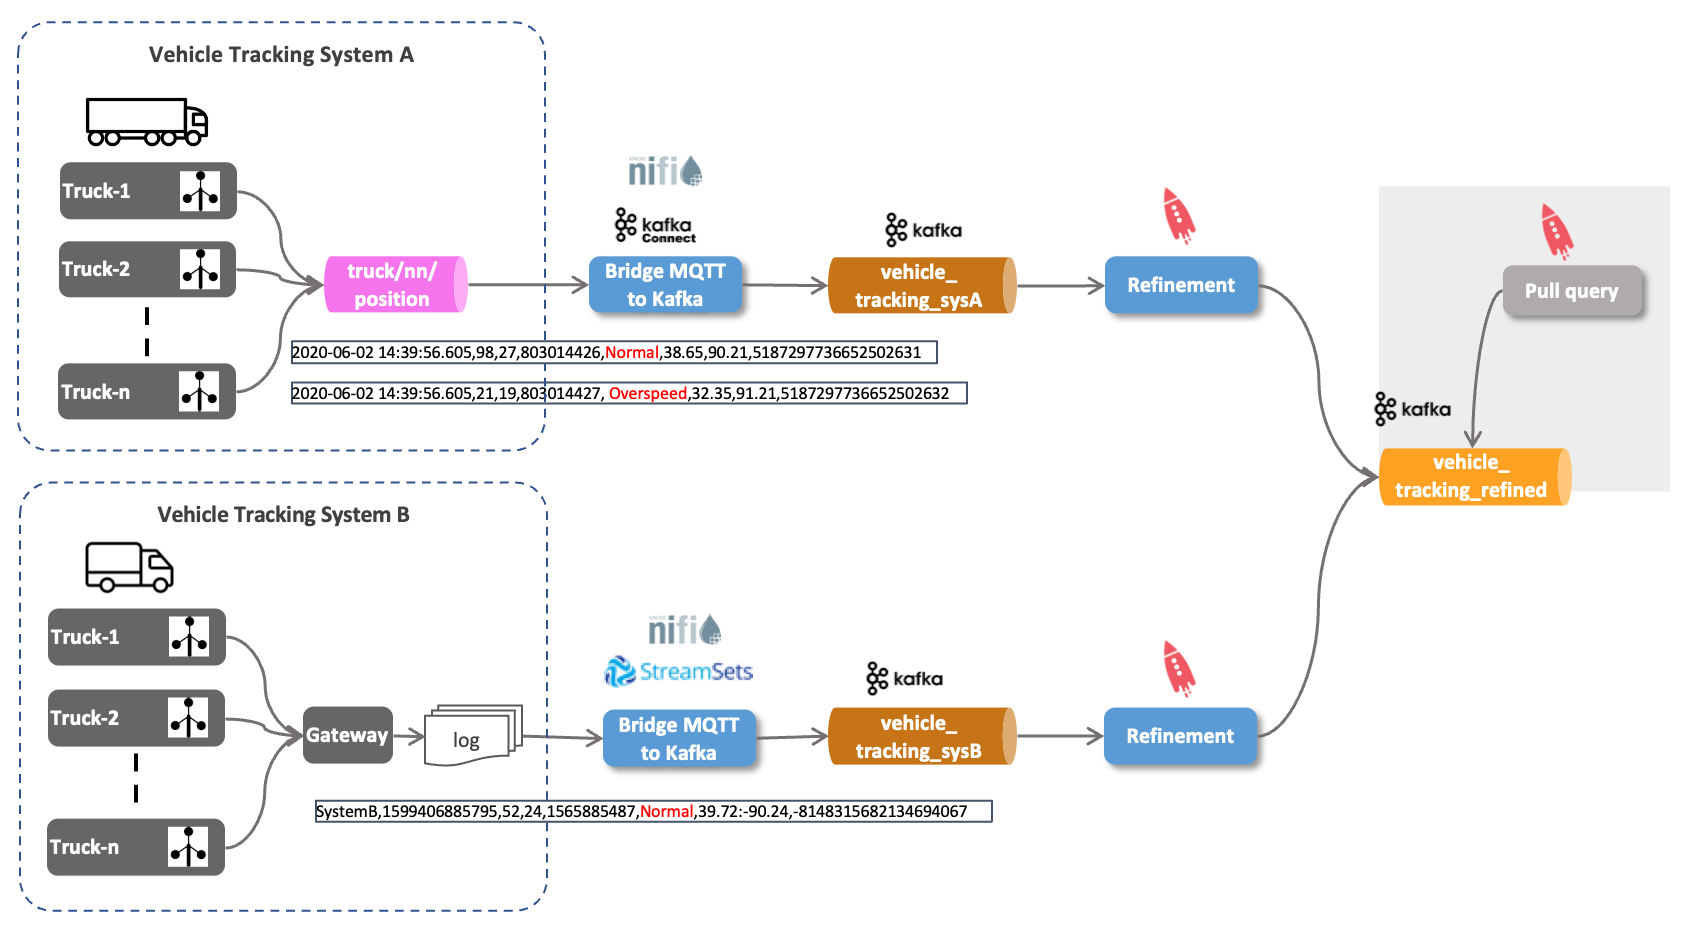 Vehicle Tracking System A
Truck-1
Truck-2
Truck-n
truck/nn/
position
nifi
kafka
Connect
Bridge MQTT
to Kafka
kafka
vehicle_
tracking_sysA
Refinement
Pull query
2020-06-02 14:39:56.605,98,27,803014426,Normal,38.65,90.21,5187297736652502631
2020-06-02 14:39:56.605,21,19,803014427, Overspeed,32.35,91.21,5187297736652502632
kafka
vehicle_
tracking_refined
Vehicle Tracking System B
Truck-1
Truck-2
Truck-n
Gateway
log
nifi
StreamSets
Bridge MQTT
to Kafka
kafka
vehicle_
tracking_sysB
Refinement
SystemB,1599406885795,52,24,1565885487,Normal,39.72:-90.24,-8148315682134694067